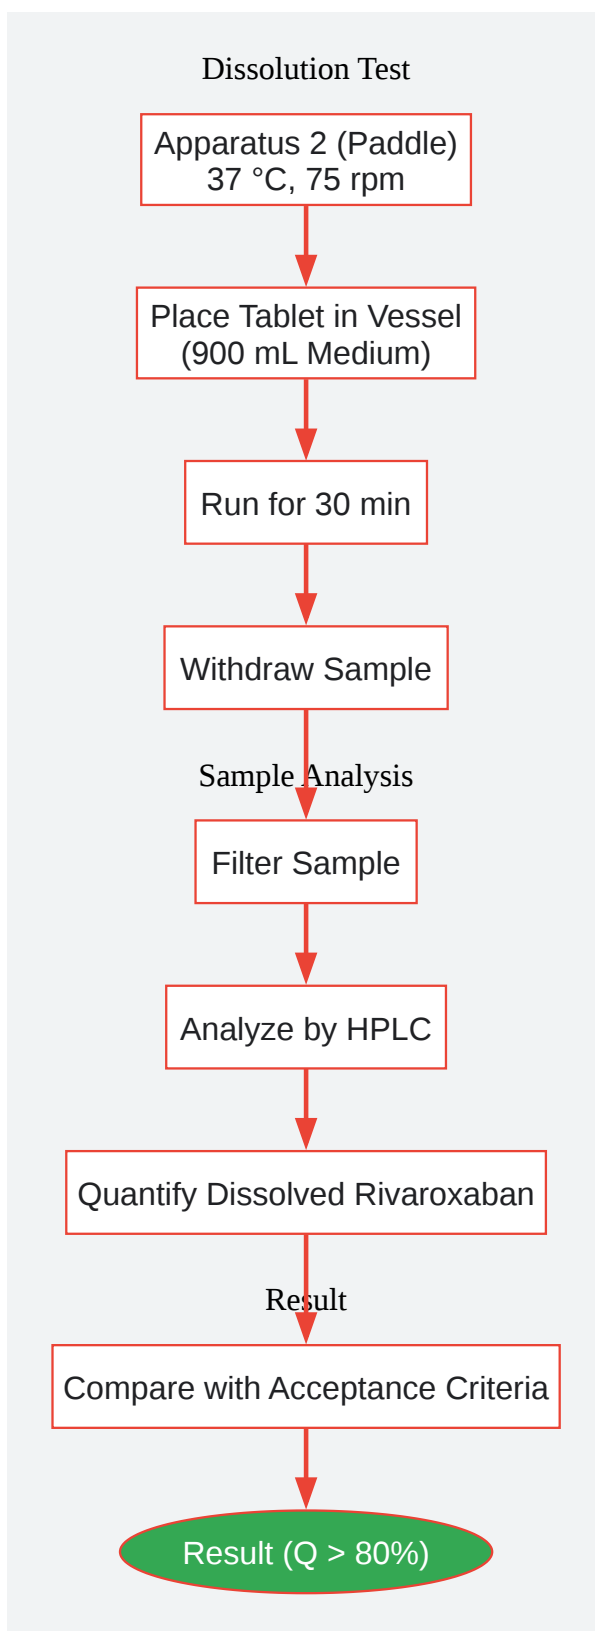 Dissolution Test
Apparatus 2 (Paddle)
37 °C, 75 rpm
Place Tablet in Vessel
(900 mL Medium)
Run for 30 min
Withdraw Sample
Sample Analysis
Filter Sample
Analyze by HPLC
Quantify Dissolved Rivaroxaban
Result
Compare with Acceptance Criteria
Result (Q > 80%)